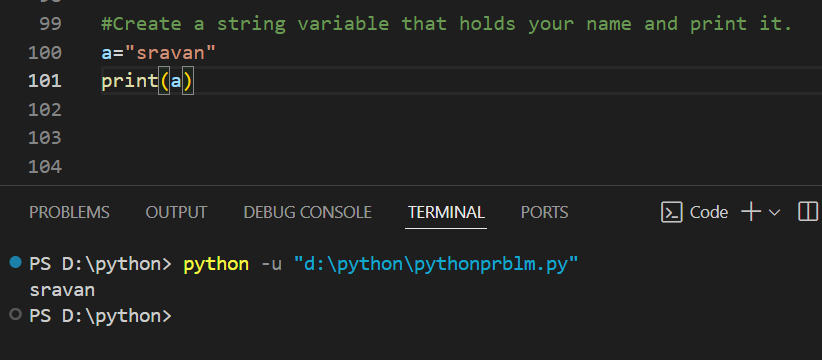 99 #Create a string variable that holds your name and print it.
100 a="sravan"
101 print(a)
102
103
104
PROBLEMS OUTPUT DEBUG CONSOLE TERMINAL PORTS Code
PS D:\python> python -u "d:\python\pythonprblm.py"
sravan
PS D:\python>